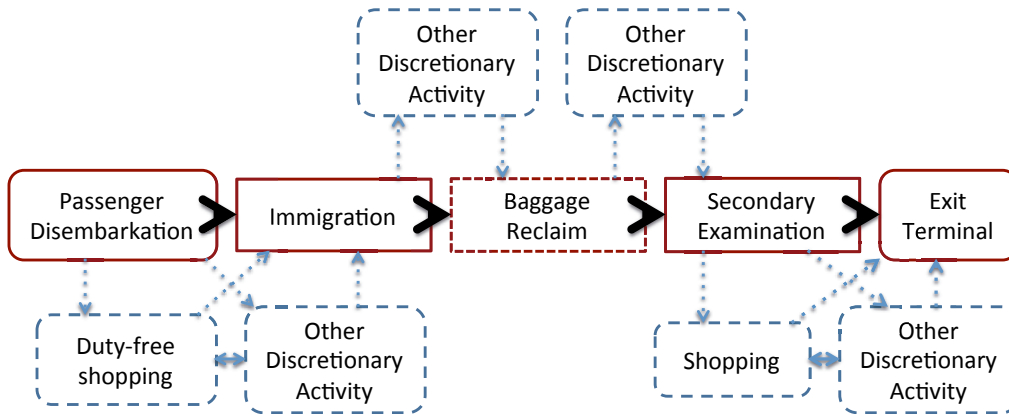 Other
Discretionary
Activity
Other
Discretionary
Activity
Passenger
Disembarkation
Immigration
Baggage
Reclaim
Secondary
Examination
Exit
Terminal
Duty-free
shopping
Other
Discretionary
Activity
Shopping
Other
Discretionary
Activity